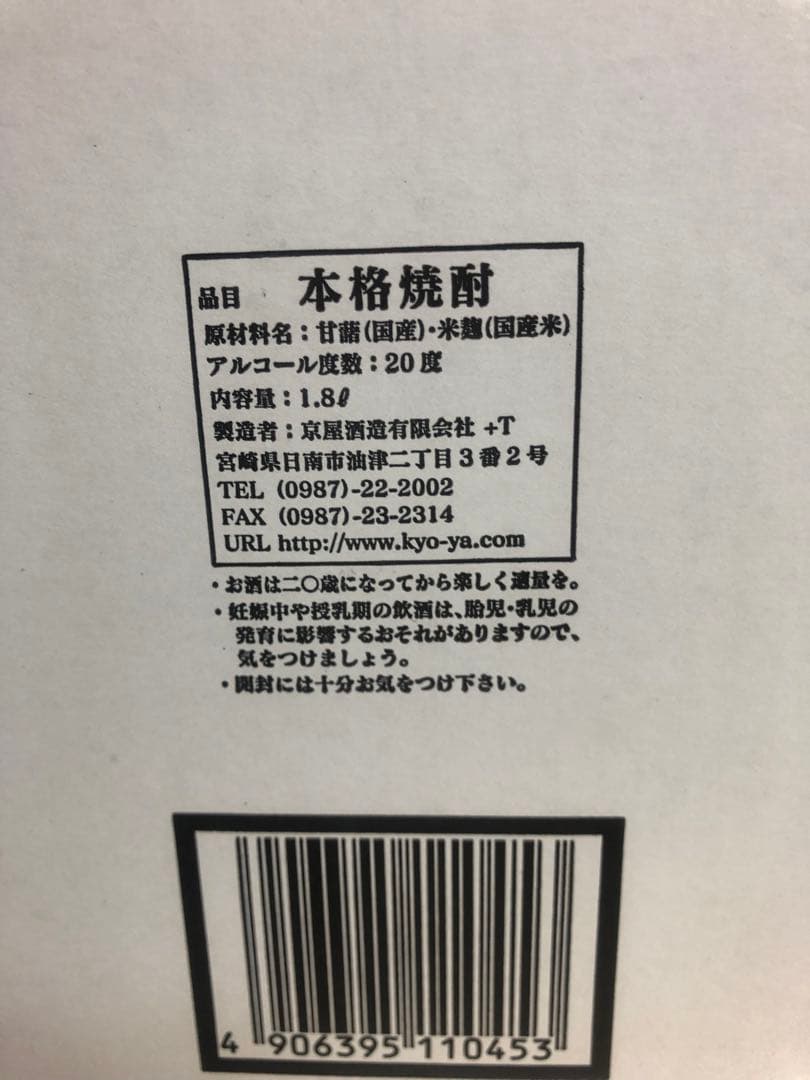 品目 本格焼酎
原材料名：甘藷(国産)・米麹(国産米)
アルコール度数：20度
内容量：1.8ℓ
製造者：京屋酒造有限会社 +T
宮崎県日南市油津二丁目3番2号
TEL (0987)-22-2002
FAX (0987)-23-2314
URL http://www.kyo-ya.com
・お酒は二〇歳になってから楽しく適量を。
・妊娠中や授乳期の飲酒は、胎児・乳児の
発育に影響するおそれがありますので、
気をつけましょう。
・開封には十分お気をつけ下さい。
4 906395 110453